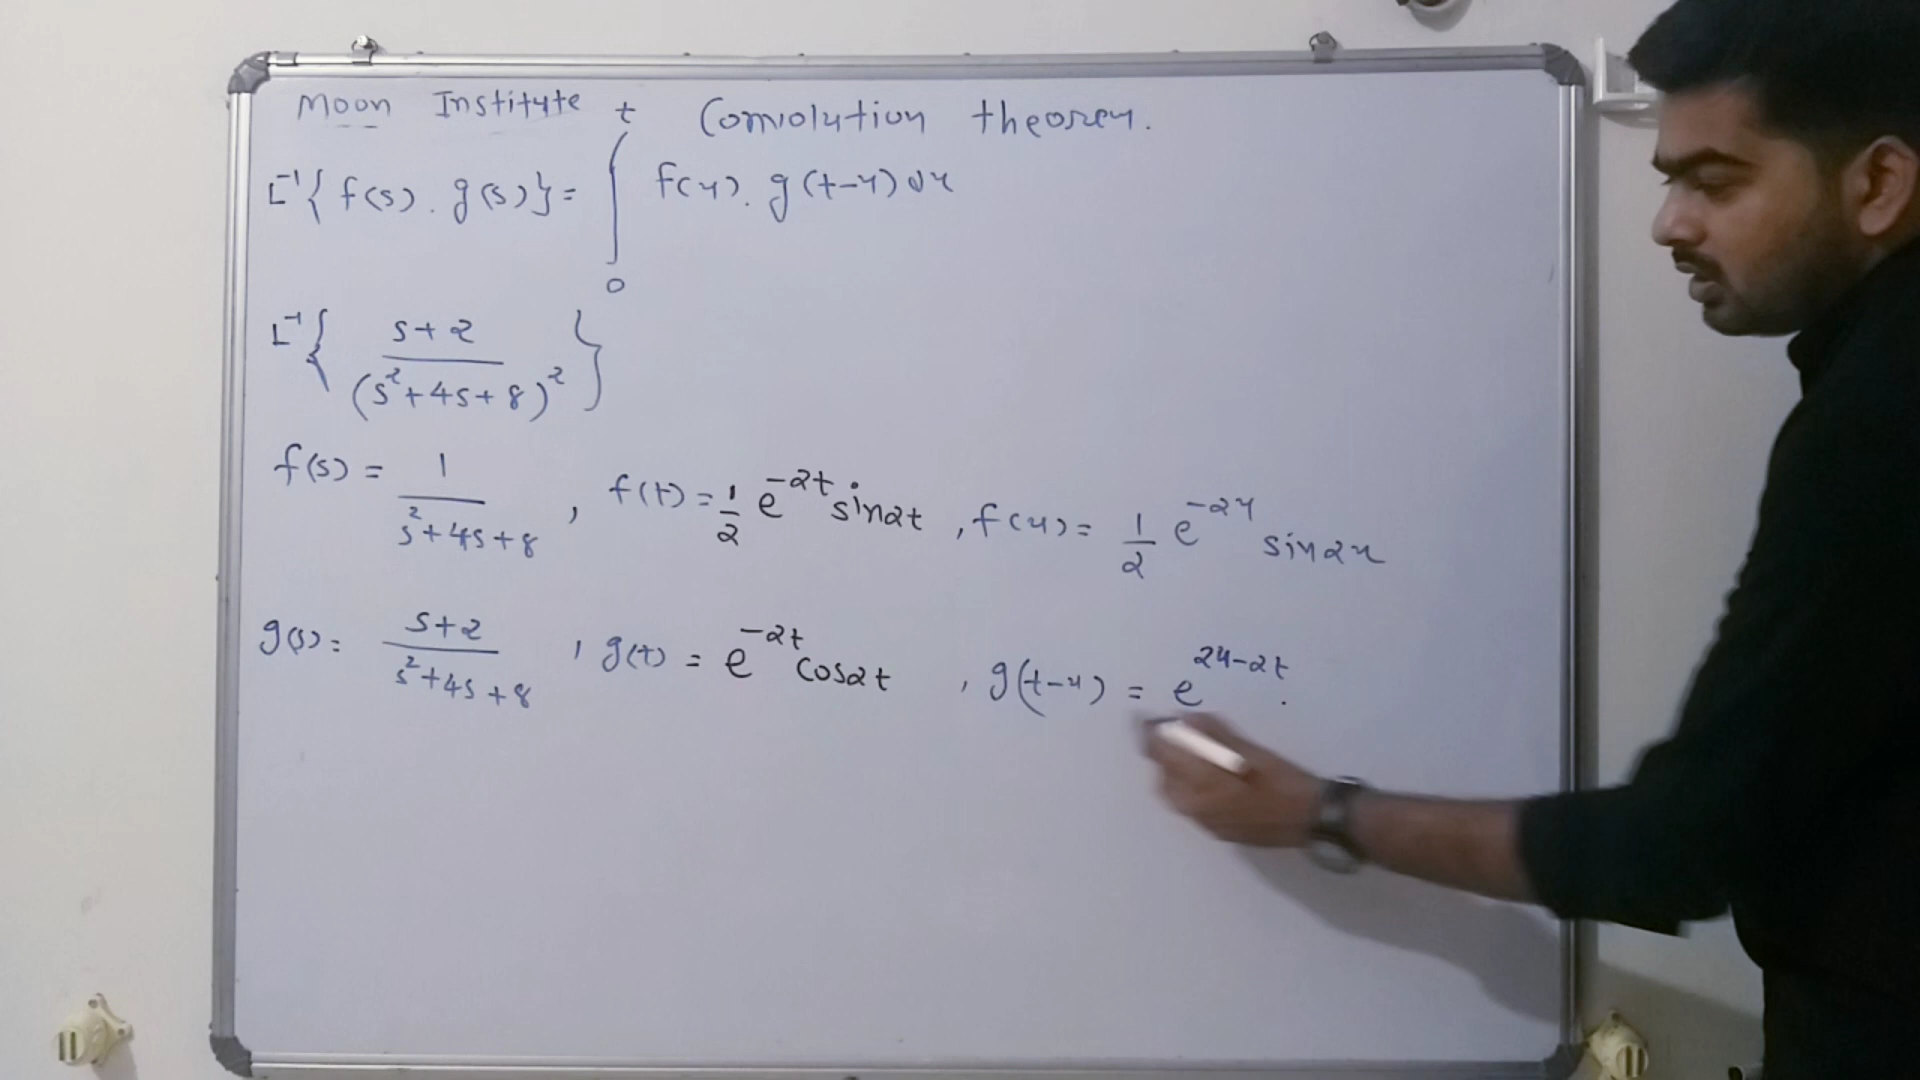 Moon Institute Convolution theorem.
L⁻¹{ f(s) . g(s) } = ∫₀ᵗ f(u). g(t-u) du
L⁻¹{ (s+2) / (s²+4s+8)² }
f(s) = 1 / (s²+4s+8) , f(t) = 1/2 e^(-2t) sin2t , f(u) = 1/2 e^(-2u) sin2u
g(s) = (s+2) / (s²+4s+8) , g(t) = e^(-2t) cos2t , g(t-u) = e^(2u-2t) .